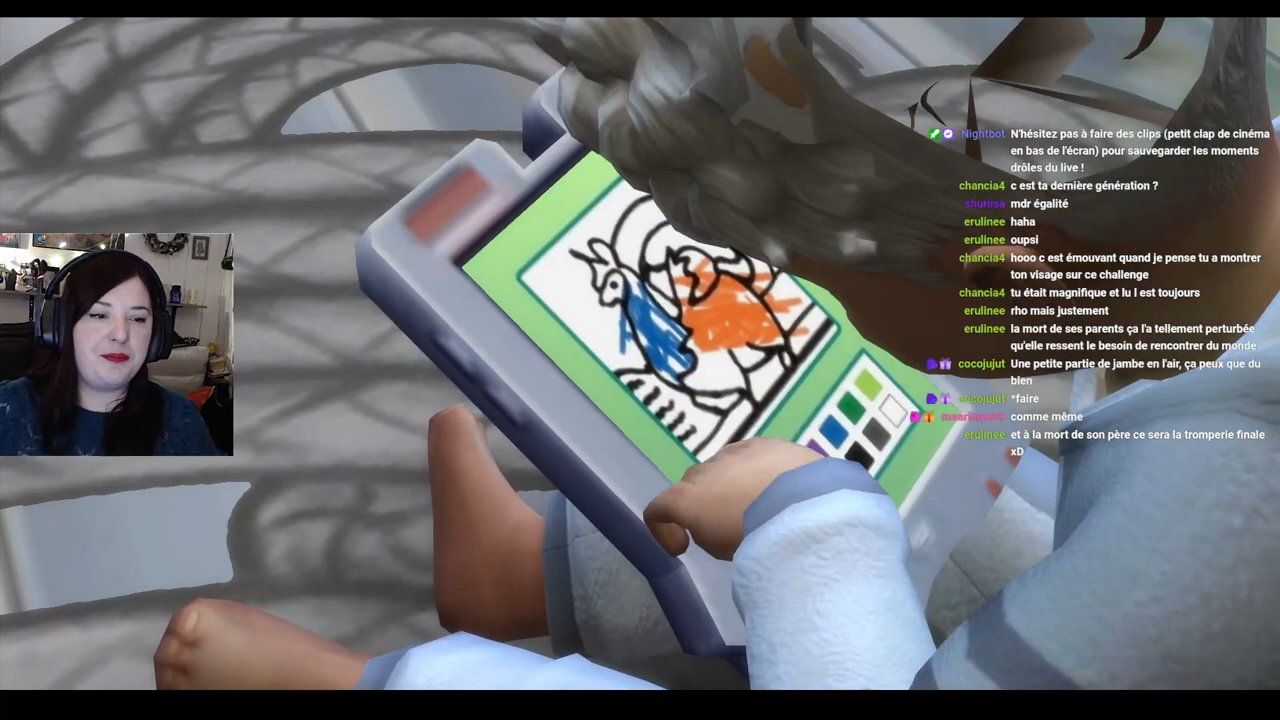 Nightbot N'hésitez pas à faire des clips (petit clap de cinéma
en bas de l'écran) pour sauvegarder les moments
drôles du live !
chancia4 c est ta dernière génération ?
shuriisa mdr égalité
erulinee haha
erulinee oupsi
chancia4 hooo c est émouvant quand je pense tu a montrer
ton visage sur ce challenge
chancia4 tu était magnifique et lu l est toujours
erulinee rho mais justement
erulinee la mort de ses parents ça l'a tellement perturbée
qu'elle ressent le besoin de rencontrer du monde
cocojujut Une petite partie de jambe en l'air, ça peux que du
bien
cocojujut *faire
comme même
erulinee et à la mort de son père ce sera la tromperie finale
xD